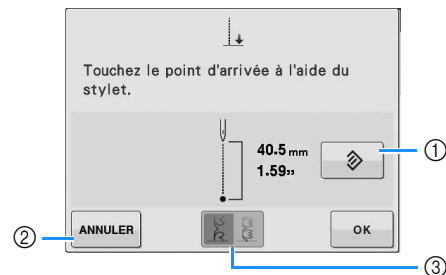 Touchez le point d'arrivée à l'aide du
stylet.
40.5 mm
1.59"
①
②
ANNULER
OK
③